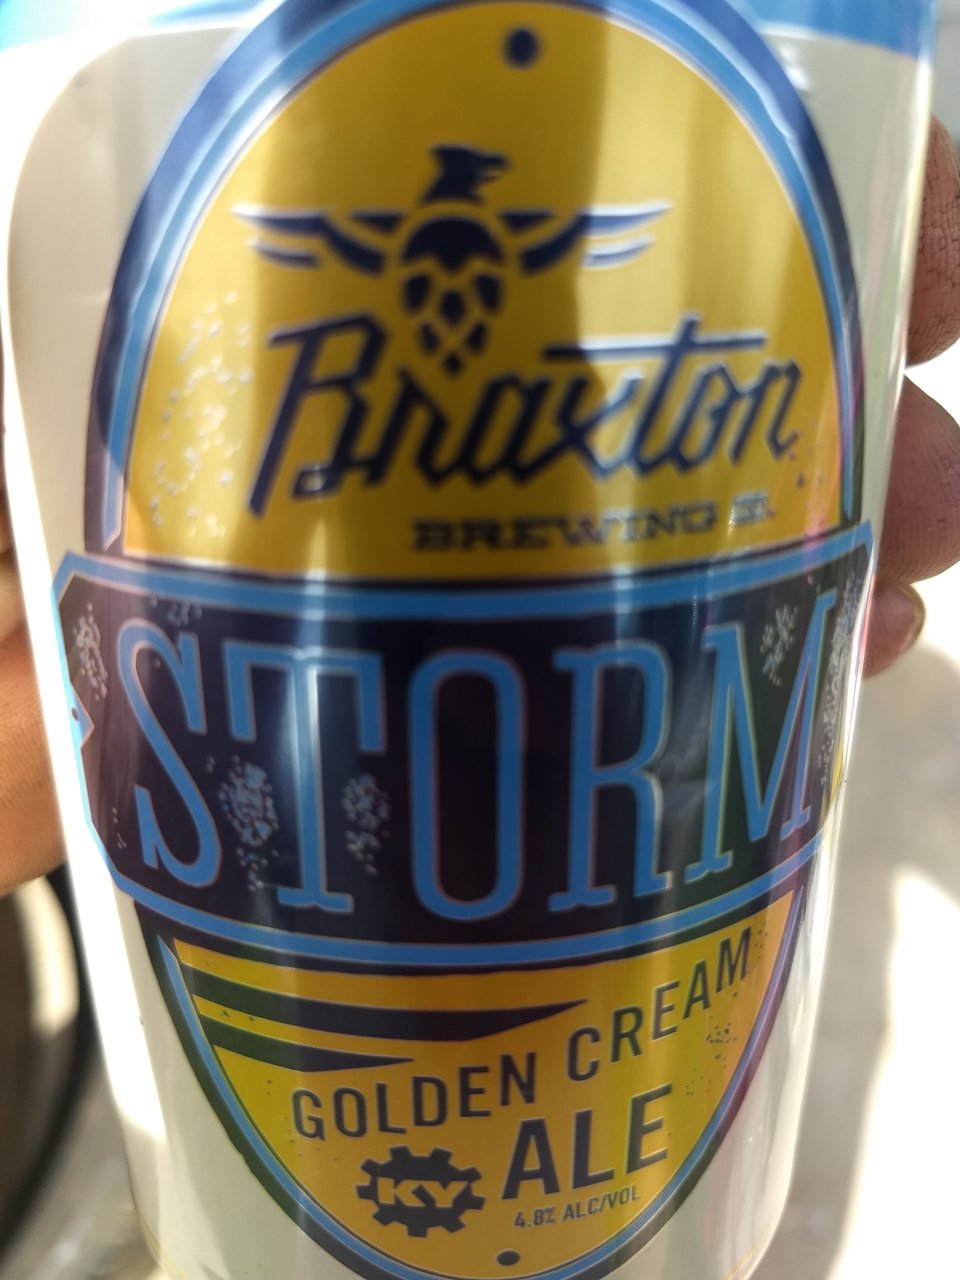 Braxton
BREWING CO.
STORM
GOLDEN CREAM
ALE
KY
4.8% ALC/VOL